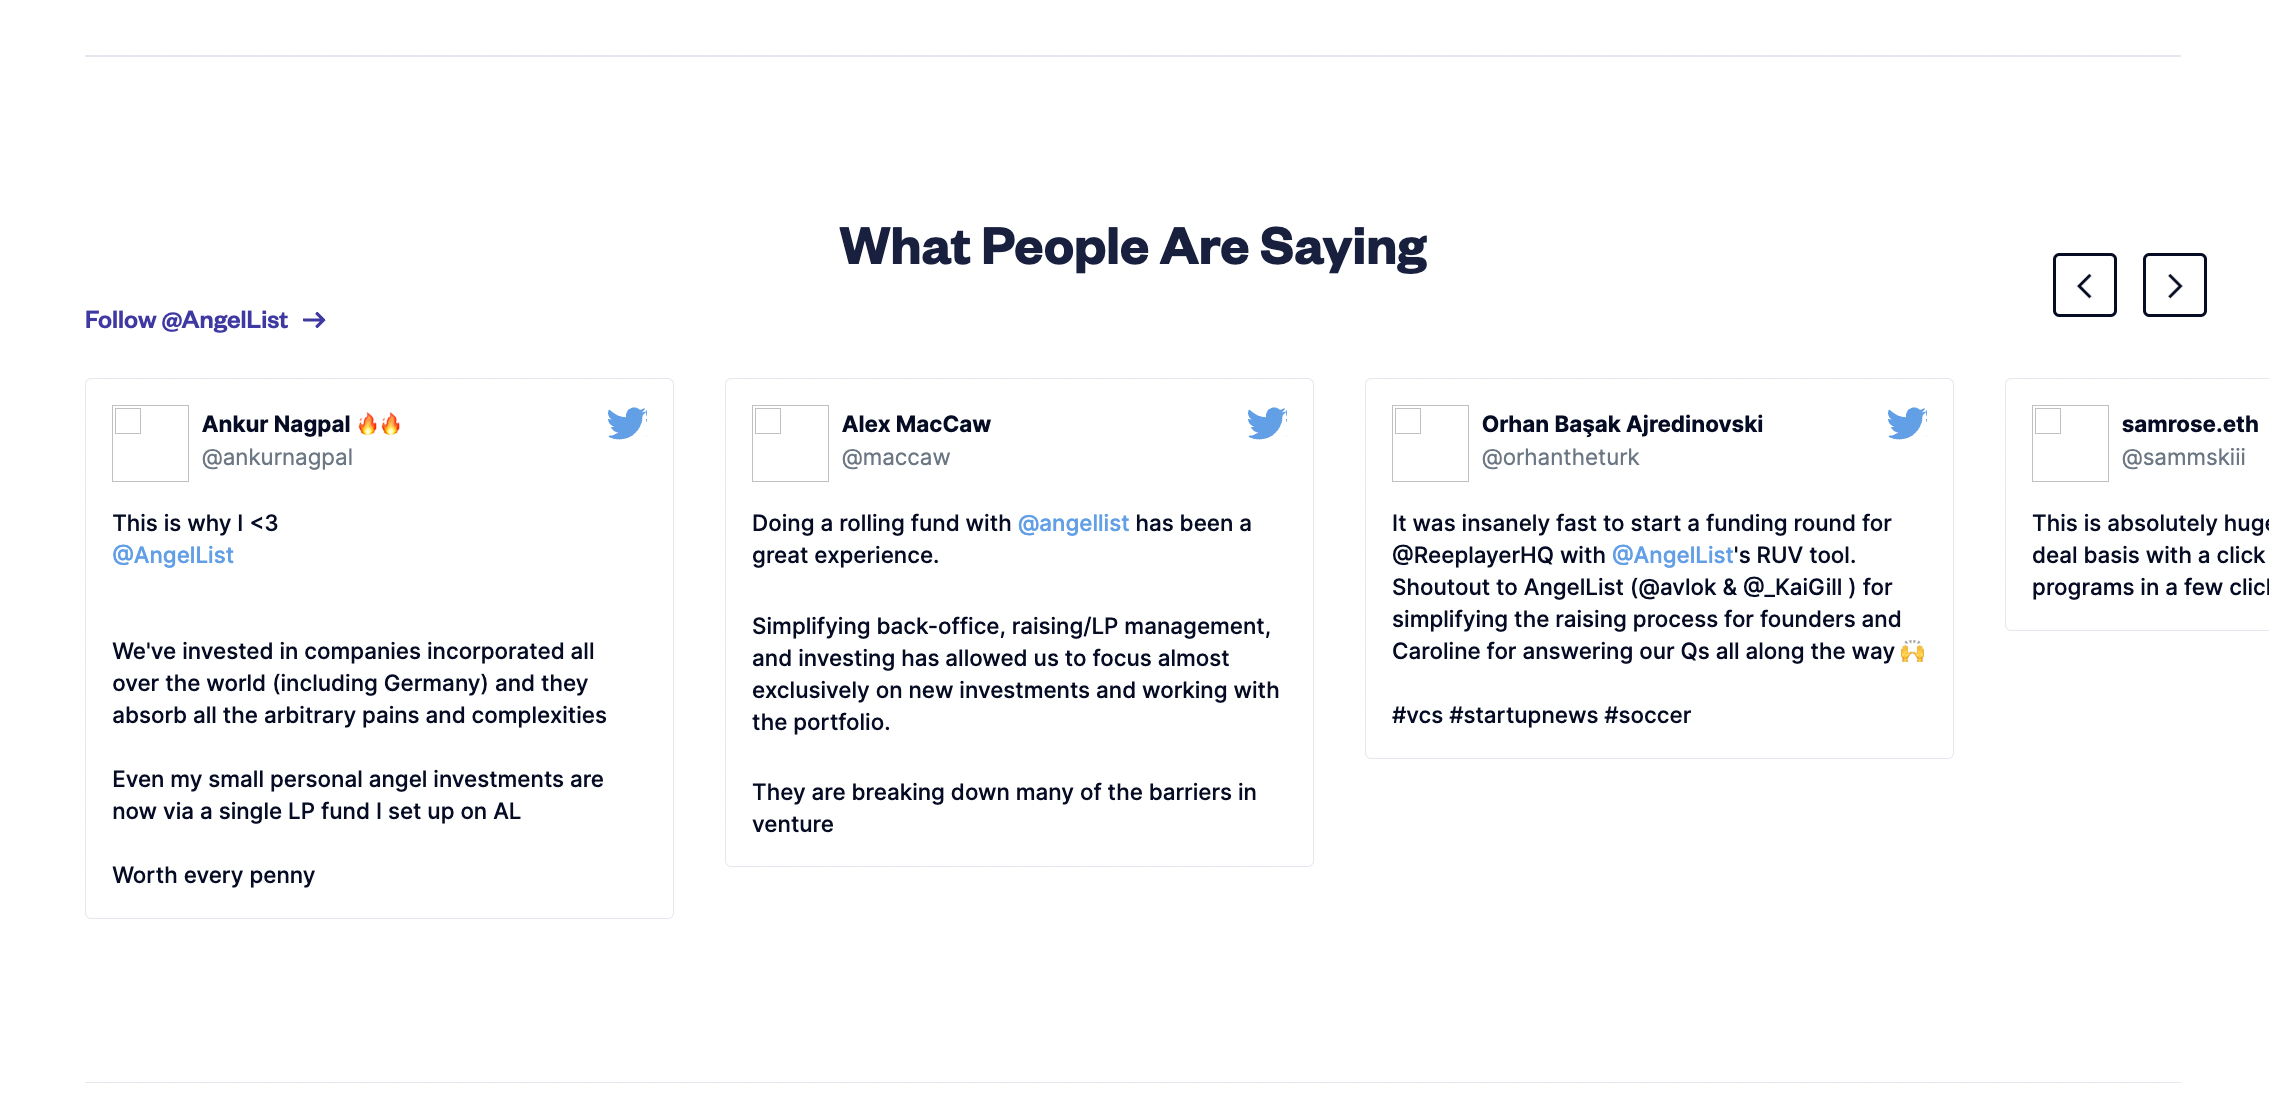 What People Are Saying
Follow @AngelList →
Ankur Nagpal 🔥🔥
@ankurnagpal
This is why I <3
@AngelList
We've invested in companies incorporated all
over the world (including Germany) and they
absorb all the arbitrary pains and complexities
Even my small personal angel investments are
now via a single LP fund I set up on AL
Worth every penny
Alex MacCaw
@maccaw
Doing a rolling fund with @angellist has been a
great experience.
Simplifying back-office, raising/LP management,
and investing has allowed us to focus almost
exclusively on new investments and working with
the portfolio.
They are breaking down many of the barriers in
venture
Orhan Başak Ajredinovski
@orhantheturk
It was insanely fast to start a funding round for
@ReeplayerHQ with @AngelList's RUV tool.
Shoutout to AngelList (@avlok & @_KaiGill ) for
simplifying the raising process for founders and
Caroline for answering our Qs all along the way 🙌
#vcs #startupnews #soccer
samrose.eth
@sammskiii
This is absolutely
deal basis with a click
programs in a few